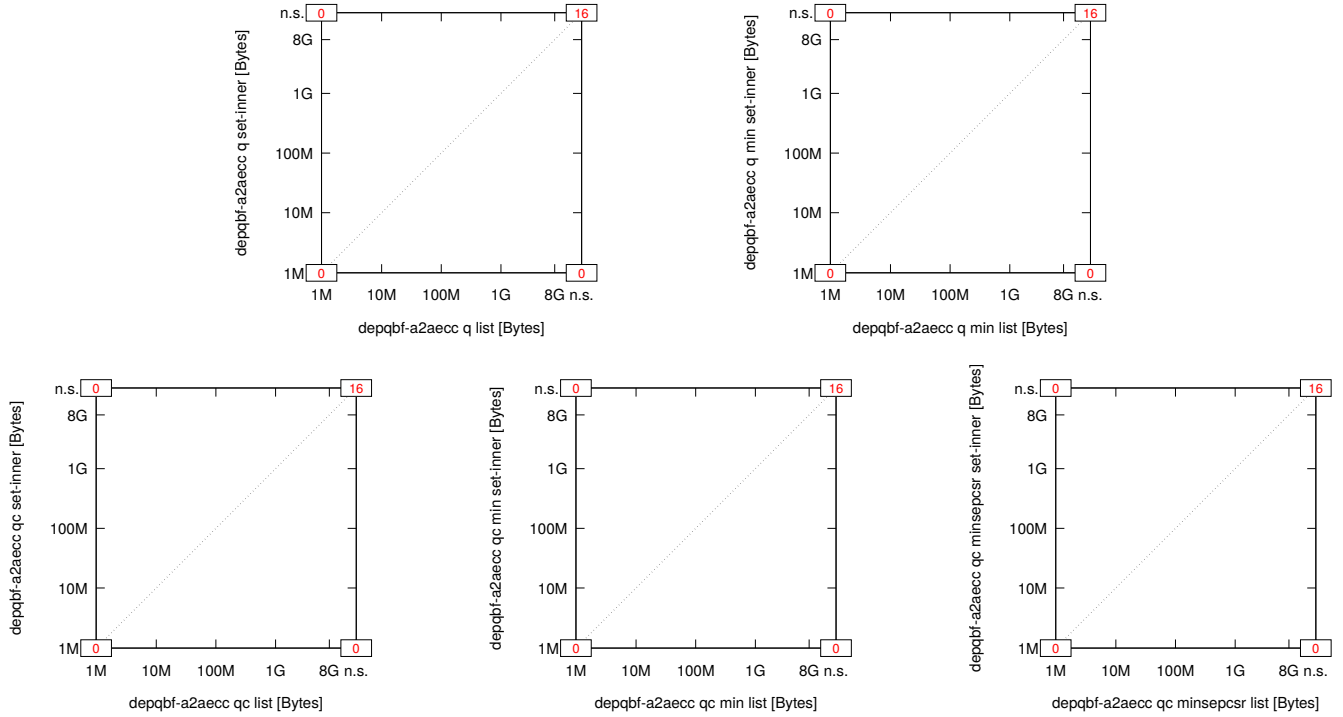 n.s. 0 16
8G
1G
100M
10M
1M 0 0
1M 10M 100M 1G 8G n.s.
depqbf-a2aecc q list [Bytes]
depqbf-a2aecc q set-inner [Bytes]
n.s. 0 16
8G
1G
100M
10M
1M 0 0
1M 10M 100M 1G 8G n.s.
depqbf-a2aecc q min list [Bytes]
depqbf-a2aecc q min set-inner [Bytes]
n.s. 0 16
8G
1G
100M
10M
1M 0 0
1M 10M 100M 1G 8G n.s.
depqbf-a2aecc qc list [Bytes]
depqbf-a2aecc qc set-inner [Bytes]
n.s. 0 16
8G
1G
100M
10M
1M 0 0
1M 10M 100M 1G 8G n.s.
depqbf-a2aecc qc min list [Bytes]
depqbf-a2aecc qc min set-inner [Bytes]
n.s. 0 16
8G
1G
100M
10M
1M 0 0
1M 10M 100M 1G 8G n.s.
depqbf-a2aecc qc minsepcsr list [Bytes]
depqbf-a2aecc qc minsepcsr set-inner [Bytes]